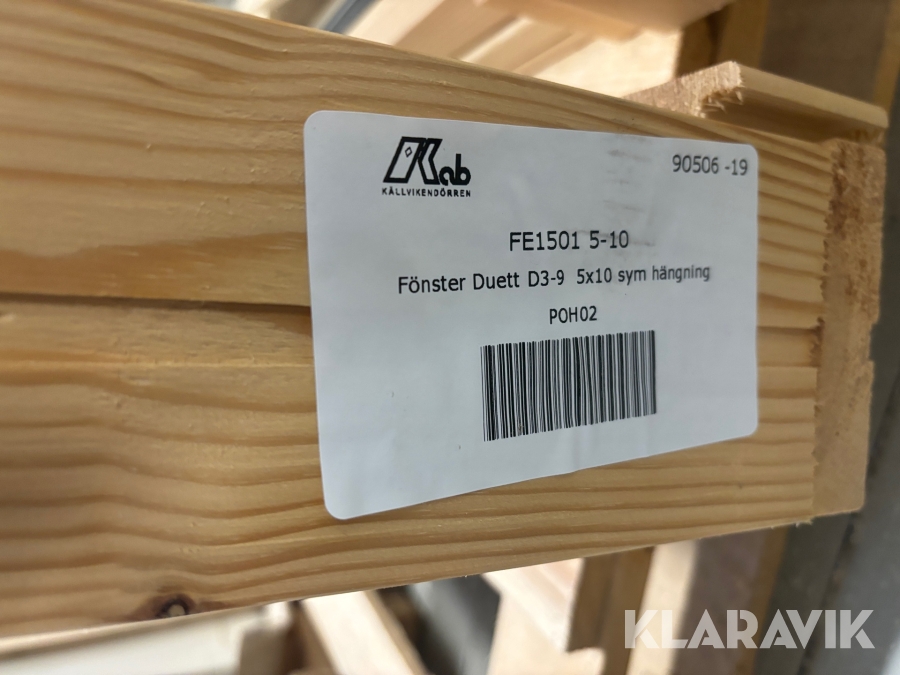 Kab
KÄLLVIKENDÖRREN
90506 -19
FE1501 5-10
Fönster Duett D3-9 5x10 sym hängning
POH02
KLARAVIK